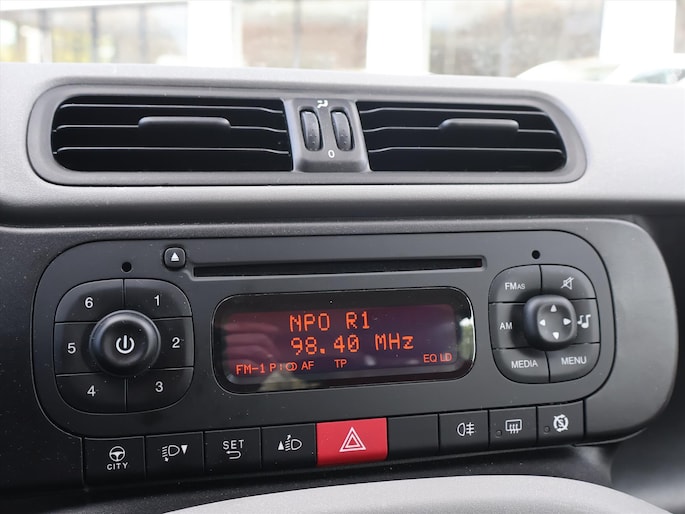 0
6 1
5 2
4 3
NPO R1
98.40 MHz
FM-1 P: AF TP EQ LD
FMAS
AM
MEDIA MENU
CITY
SET